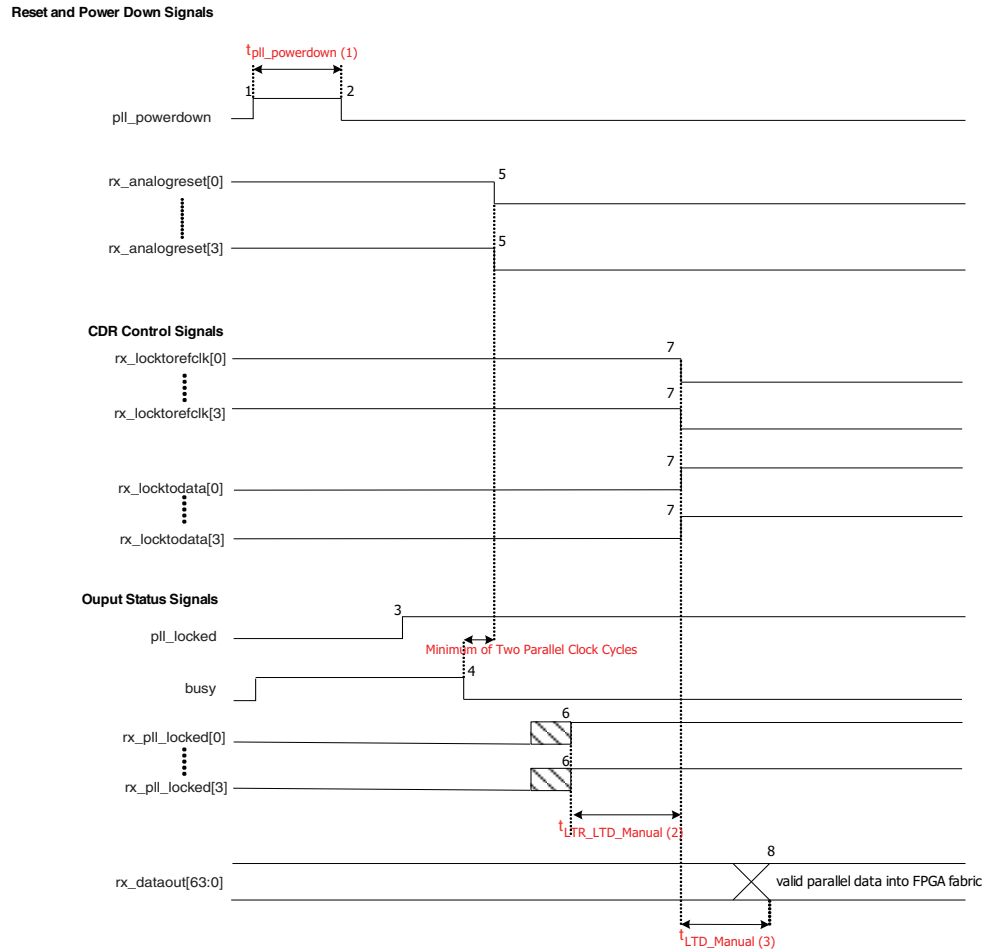 Reset and Power Down Signals
tpll_powerdown (1)
1
2
pll_powerdown
rx_analogreset[0]
5
rx_analogreset[3]
5
CDR Control Signals
rx_locktorefclk[0]
7
rx_locktorefclk[3]
7
rx_locktodata[0]
7
rx_locktodata[3]
7
Ouput Status Signals
pll_locked
3
Minimum of Two Parallel Clock Cycles
busy
4
rx_pll_locked[0]
6
rx_pll_locked[3]
6
tLTR_LTD_Manual (2)
rx_dataout[63:0]
8
valid parallel data into FPGA fabric
tLTD_Manual (3)